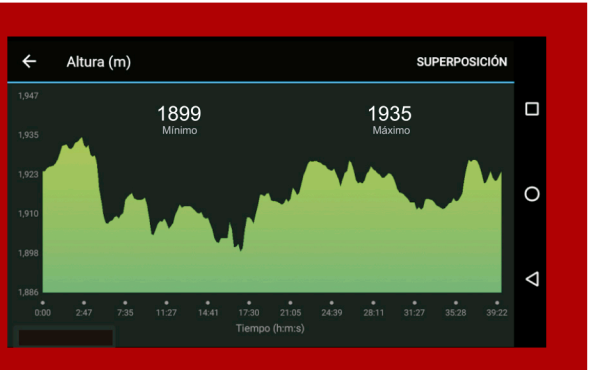 Altura (m) SUPERPOSICIÓN
1,947
1899 1935
Mínimo Máximo
1,935
1,923
1,910
1,898
1,886
0:00 2:47 7:35 11:27 14:41 17:30 21:05 24:39 28:11 31:27 35:28 39:22
Tiempo (h:m:s)